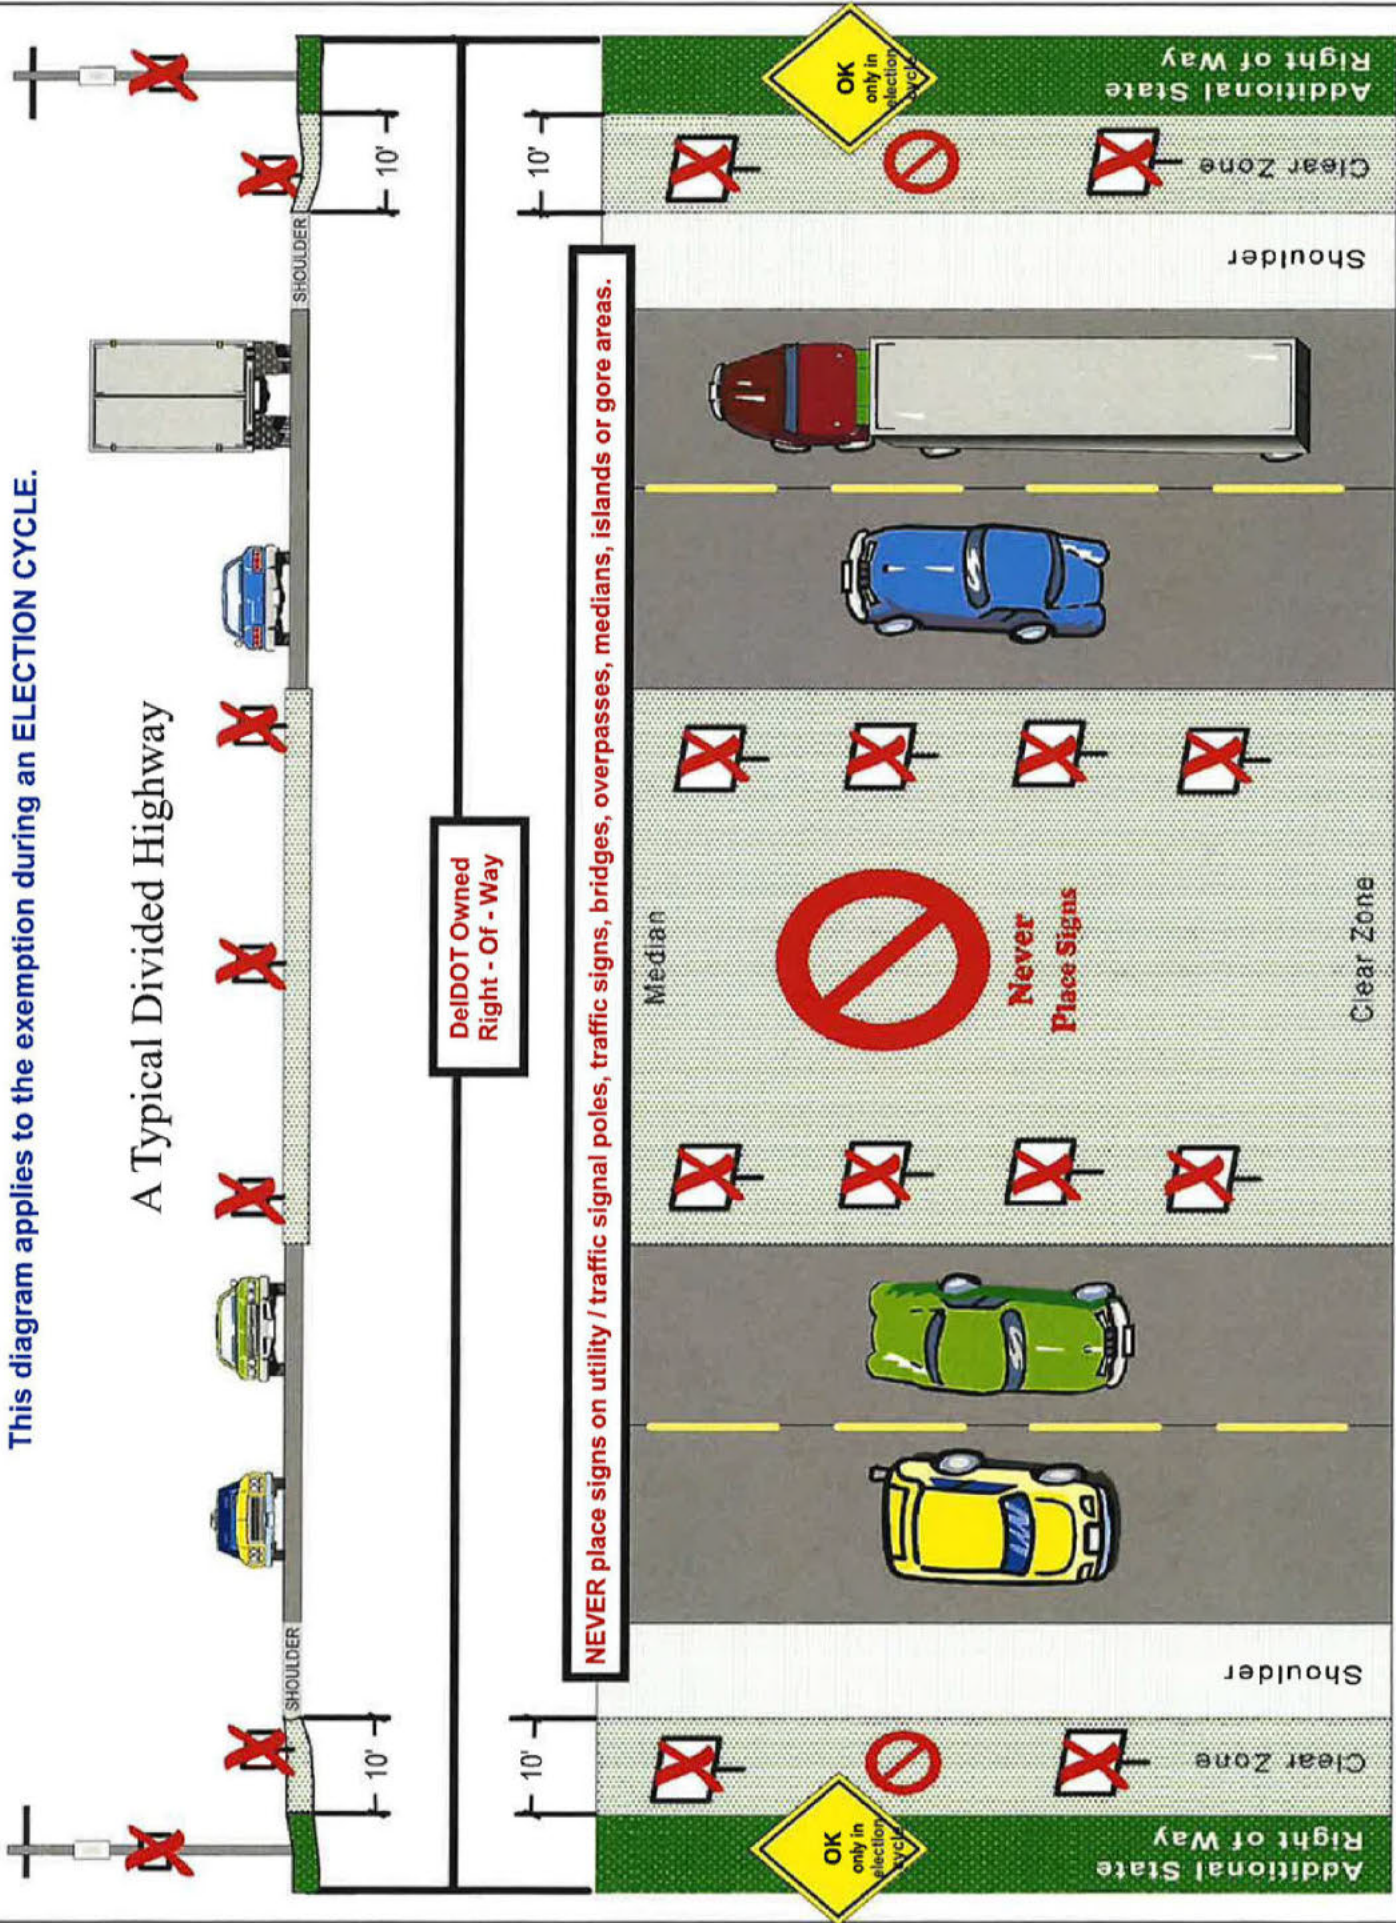 This diagram applies to the exemption during an ELECTION CYCLE.
A Typical Divided Highway
SHOULDER
SHOULDER
10'
10'
DelDOT Owned
Right - Of - Way
10'
10'
NEVER place signs on utility / traffic signal poles, traffic signs, bridges, overpasses, medians, islands or gore areas.
Additional State
Right of Way
OK
only in
election
cycle
Clear Zone
Shoulder
Median
Never
Place Signs
Clear Zone
Shoulder
Clear Zone
OK
only in
election
cycle
Additional State
Right of Way